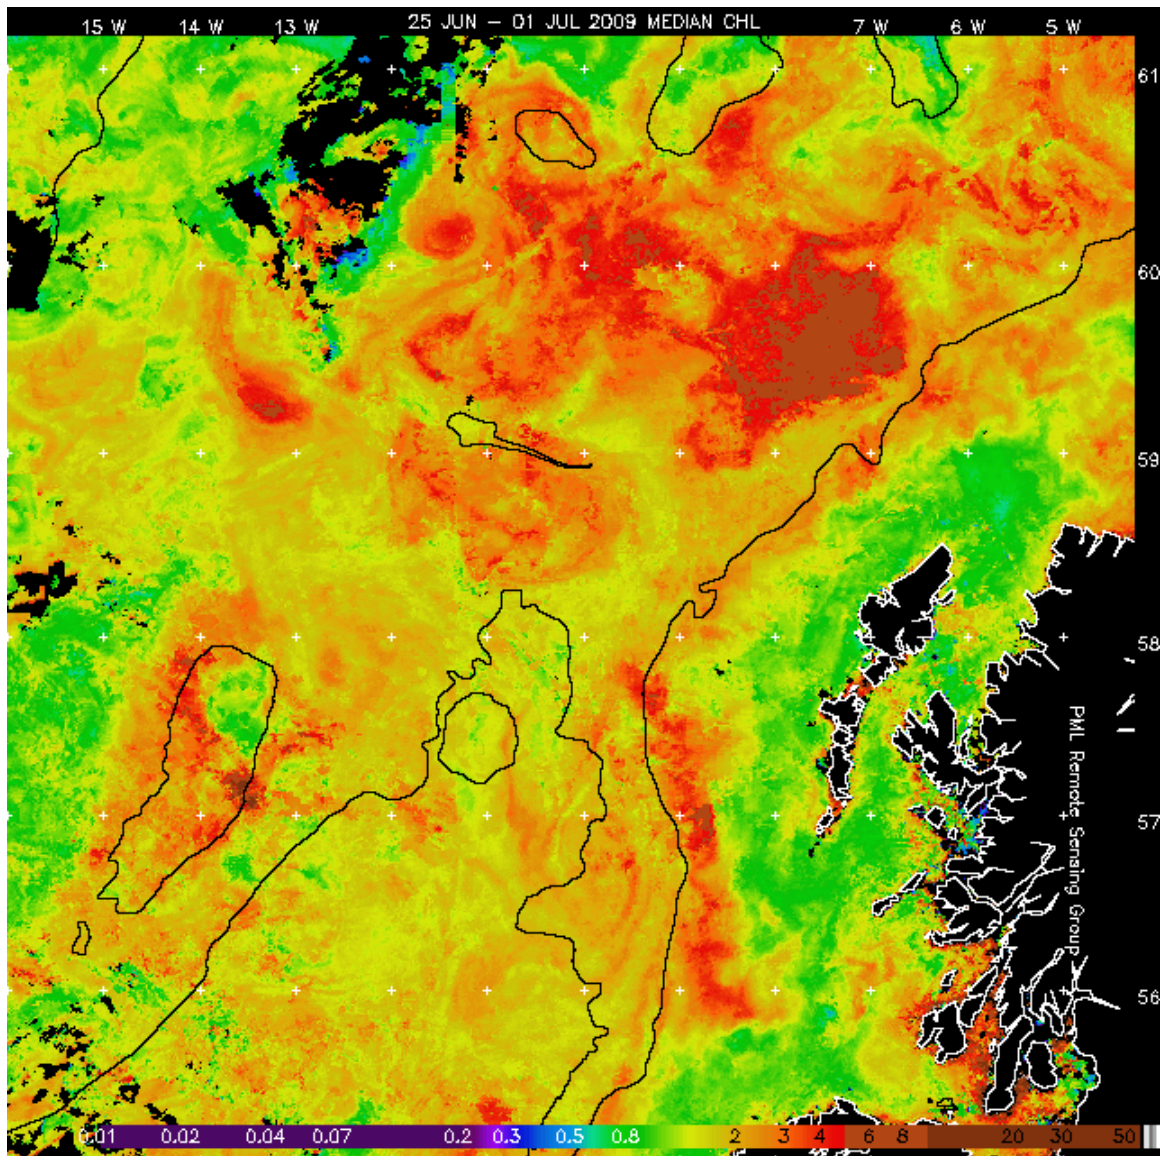 25 JUN – 01 JUL 2009 MEDIAN CHL
15 W 14 W 13 W 7 W 6 W 5 W
61
60
59
58
57
56
PML Remote Sensing Group
0.01 0.02 0.04 0.07 0.2 0.3 0.5 0.8 2 3 4 6 8 20 30 50